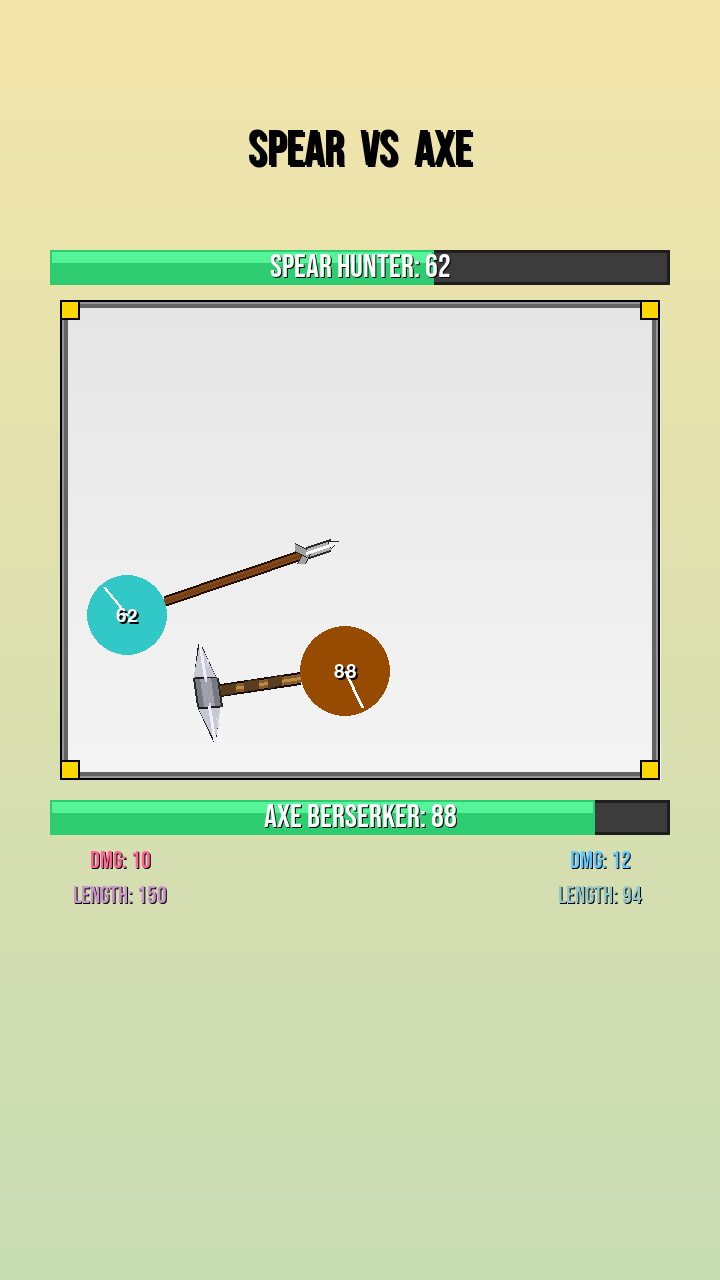 SPEAR VS AXE
SPEAR HUNTER: 62
62
88
AXE BERSERKER: 88
DMG: 10
DMG: 12
LENGTH: 150
LENGTH: 94